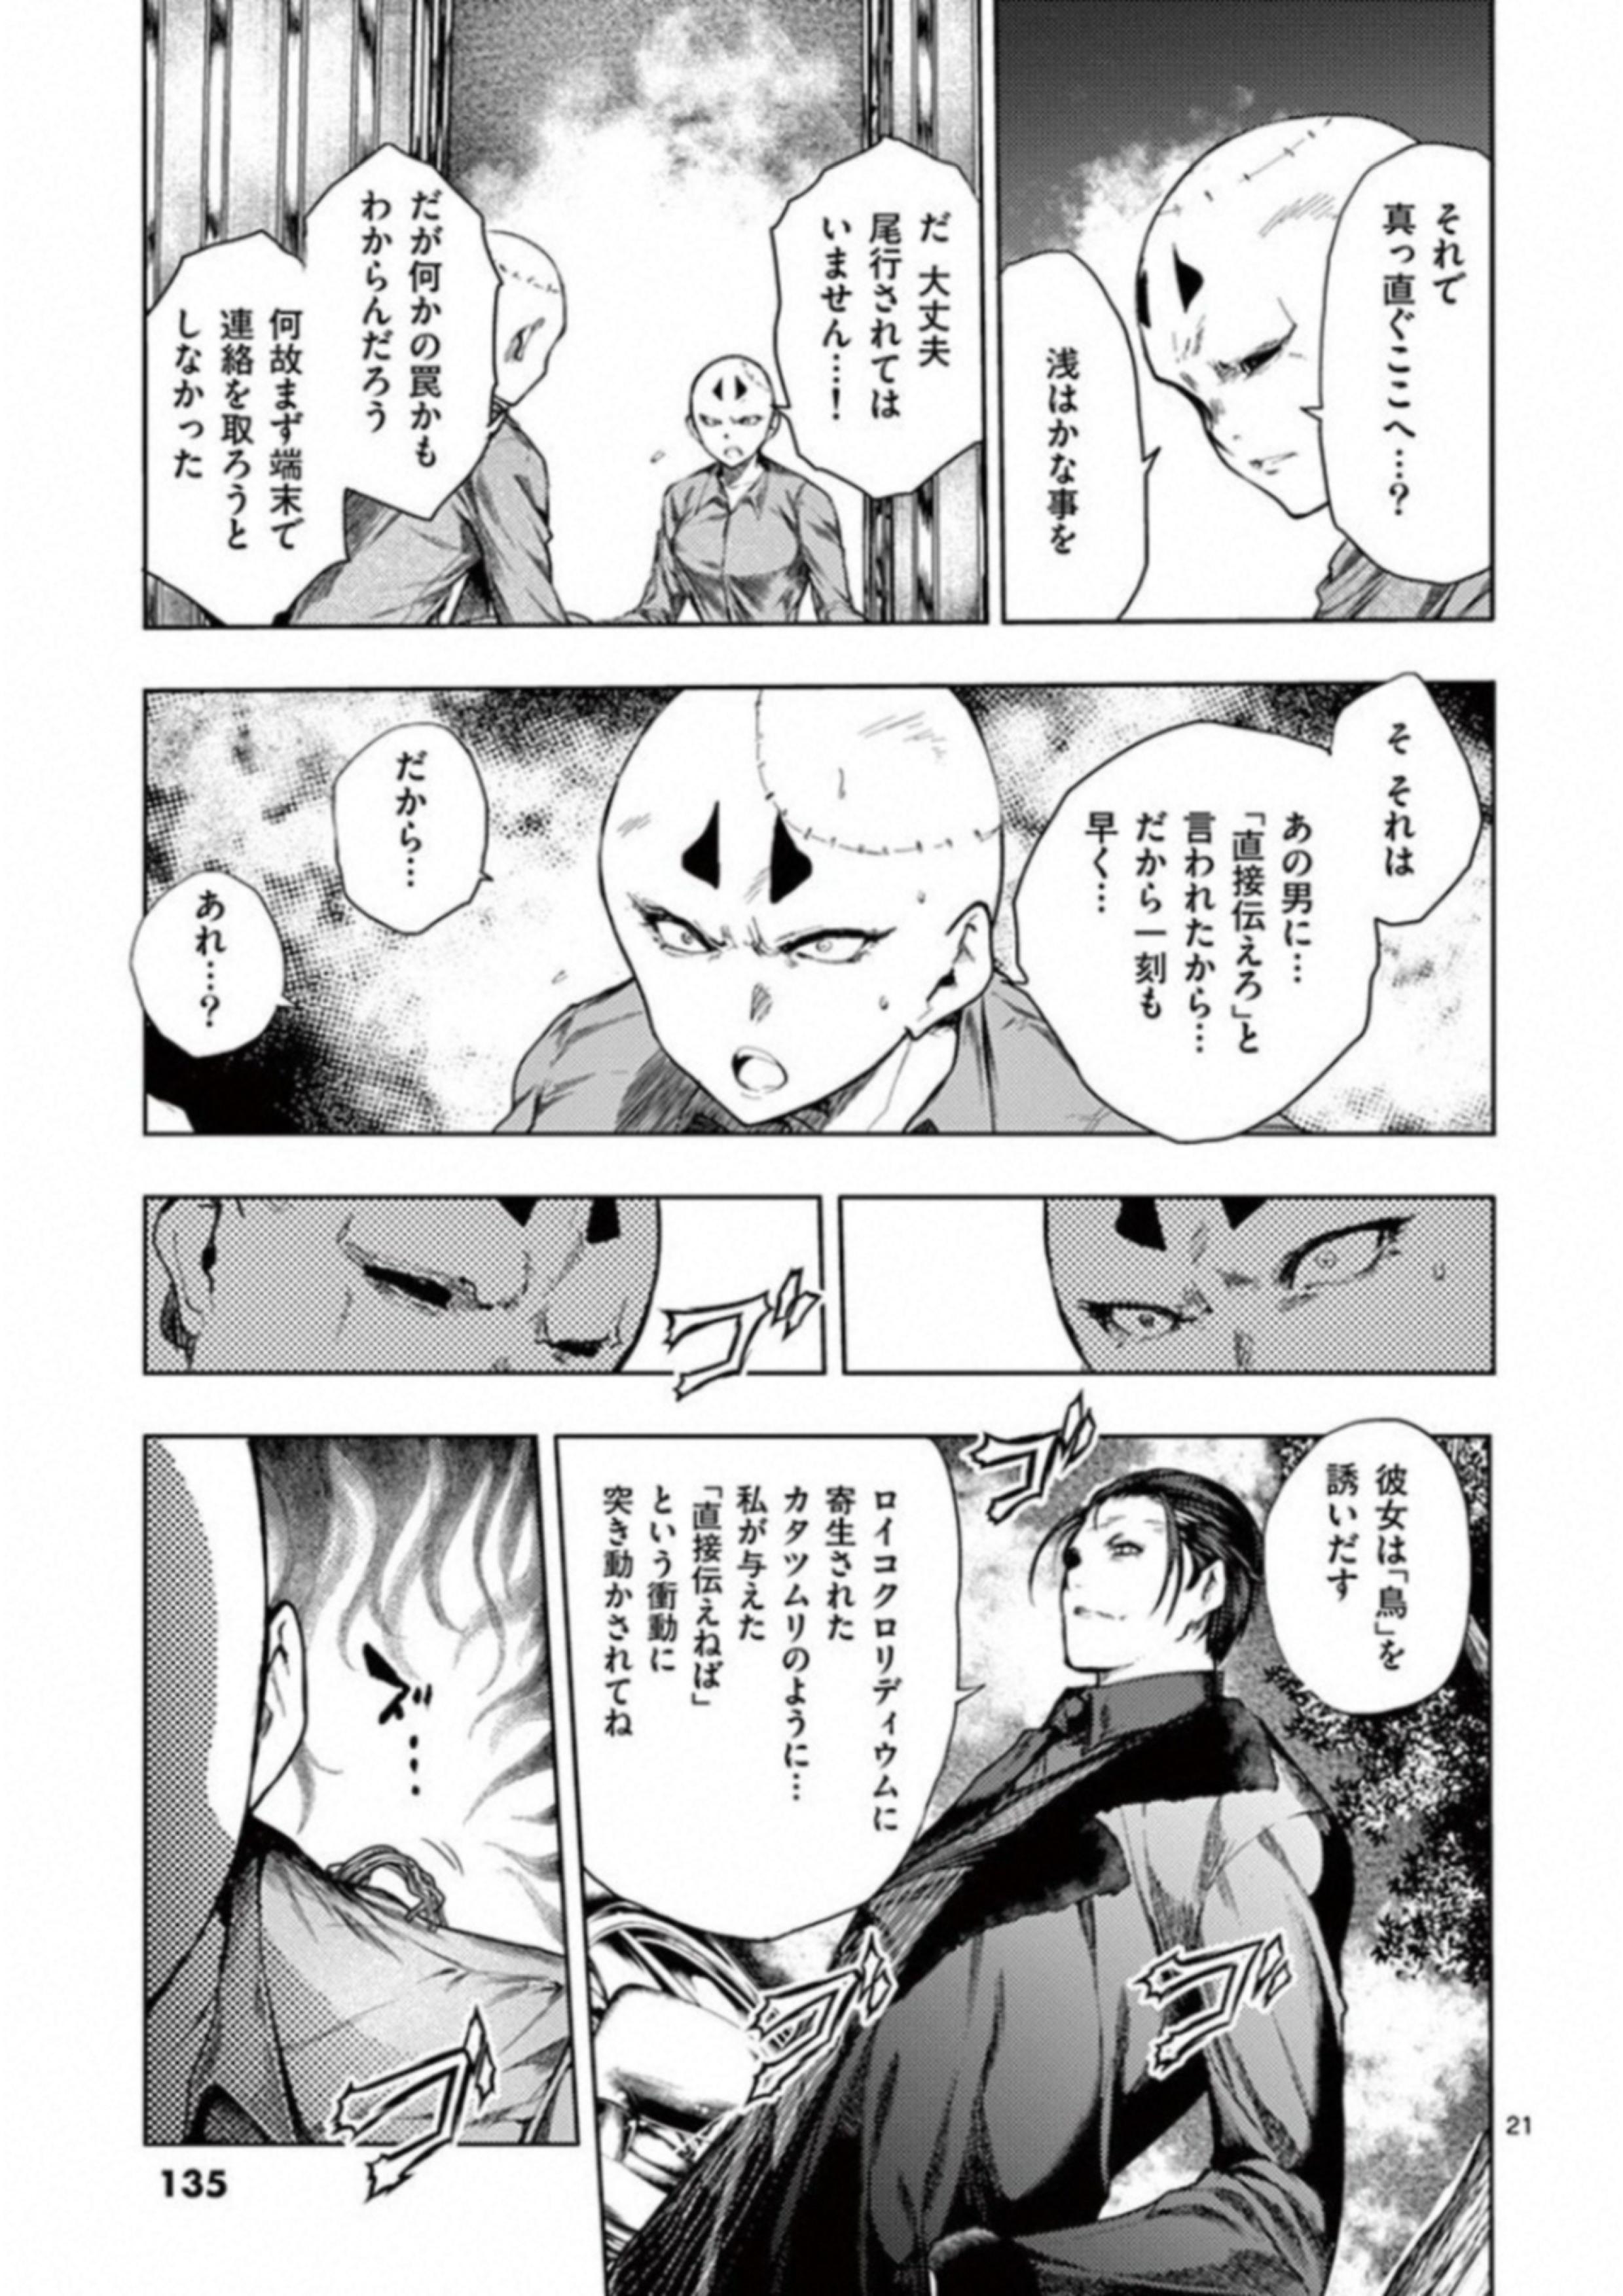 それで
真っ直ぐここへ…?
浅はかな事を
だ 大丈夫
尾行されては
いません…!
だが何かの罠かも
わからんだろう
何故まず端末で
連絡を取ろうと
しなかった
そ それは
あの男に…
「直接伝えろ」と
言われたから…
だから一刻も
早く…
だから…
あれ…?
ゴ
ゴ
彼女は「鳥」を
誘いだす
ロイコクロリディウムに
寄生された
カタツムリのように…
私が与えた
「直接伝えねば」
という衝動に
突き動かされてね
ゴ
ゴ
ズ…
ゴ
21
135